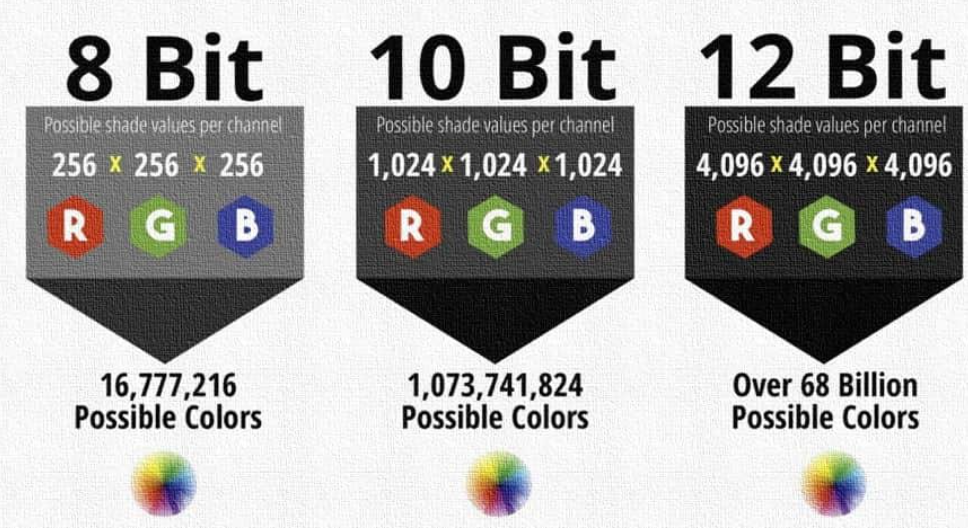 8 Bit
Possible shade values per channel
256 x 256 x 256
R G B
16,777,216
Possible Colors
10 Bit
Possible shade values per channel
1,024 x 1,024 x 1,024
R G B
1,073,741,824
Possible Colors
12 Bit
Possible shade values per channel
4,096 x 4,096 x 4,096
R G B
Over 68 Billion
Possible Colors